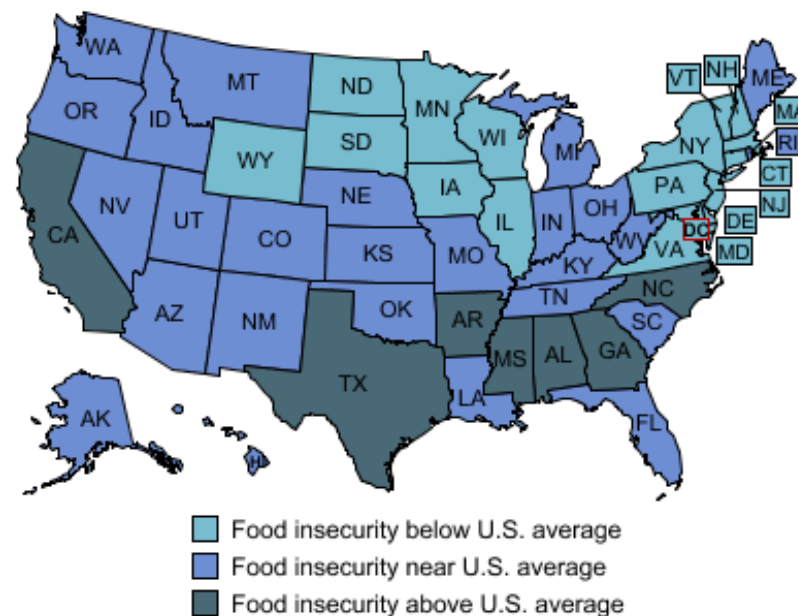 WA
MT
ND
MN
VT
NH
ME
OR
ID
SD
WI
MI
NY
MA
RI
WY
CT
NV
NE
IA
PA
NJ
CA
UT
CO
IL
IN
OH
DC
DE
KS
MO
WV
VA
MD
KY
AZ
NM
OK
TN
NC
AR
SC
TX
MS
AL
GA
LA
AK
FL
Food insecurity below U.S. average
Food insecurity near U.S. average
Food insecurity above U.S. average